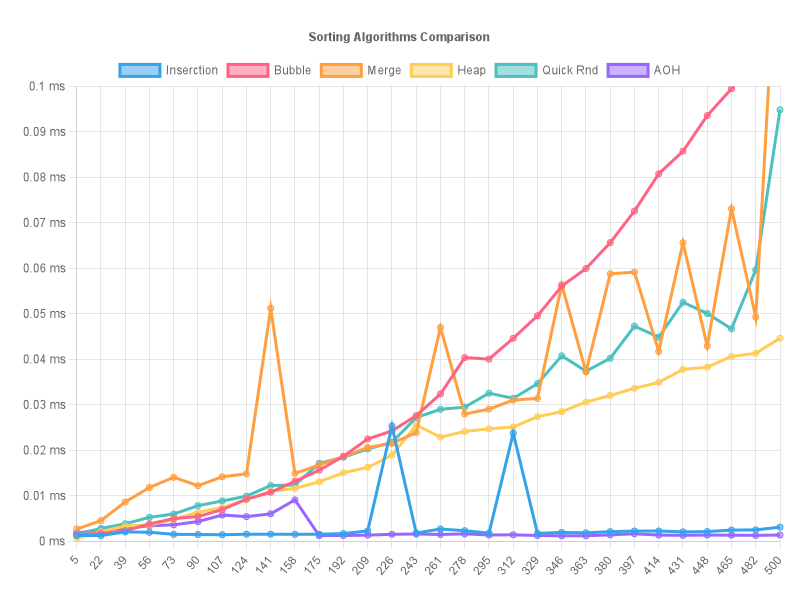 Sorting Algorithms Comparison
Inserction Bubble Merge Heap Quick Rnd AOH
0.1 ms
0.09 ms
0.08 ms
0.07 ms
0.06 ms
0.05 ms
0.04 ms
0.03 ms
0.02 ms
0.01 ms
0 ms
5 22 39 56 73 90 107 124 141 158 175 192 209 226 243 261 278 295 312 329 346 363 380 397 414 431 448 465 482 500